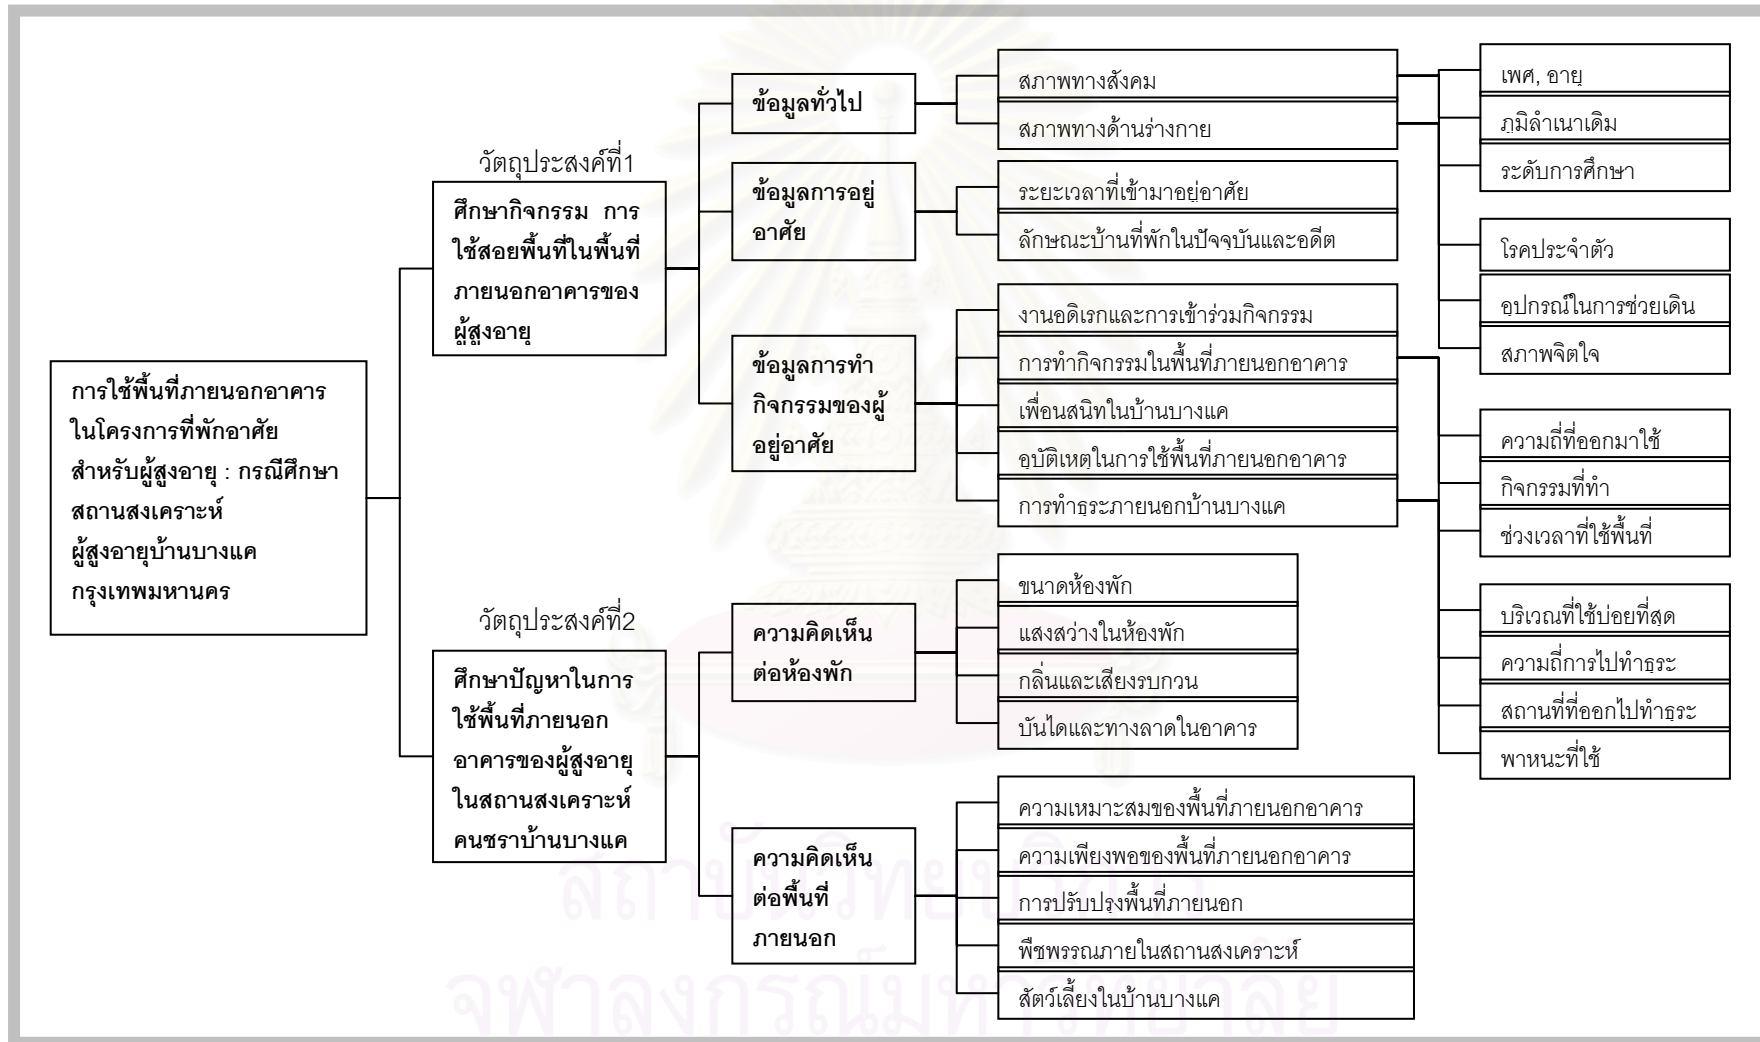 การใช้พื้นที่ภายนอกอาคาร
ในโครงการที่พักอาศัย
สำหรับผู้สูงอายุ : กรณีศึกษา
สถานสงเคราะห์
ผู้สูงอายุบ้านบางแค
กรุงเทพมหานคร
วัตถุประสงค์ที่1
ศึกษากิจกรรม การ
ใช้สอยพื้นที่ในพื้นที่
ภายนอกอาคารของ
ผู้สูงอายุ
วัตถุประสงค์ที่2
ศึกษาปัญหาในการ
ใช้พื้นที่ภายนอก
อาคารของผู้สูงอายุ
ในสถานสงเคราะห์
คนชราบ้านบางแค
ข้อมูลทั่วไป
ข้อมูลการอยู่
อาศัย
ข้อมูลการทำ
กิจกรรมของผู้
อยู่อาศัย
ความคิดเห็น
ต่อห้องพัก
ความคิดเห็น
ต่อพื้นที่
ภายนอก
สภาพทางสังคม
สภาพทางด้านร่างกาย
ระยะเวลาที่เข้ามาอยู่อาศัย
ลักษณะบ้านที่พักในปัจจุบันและอดีต
งานอดิเรกและการเข้าร่วมกิจกรรม
การทำกิจกรรมในพื้นที่ภายนอกอาคาร
เพื่อนสนิทในบ้านบางแค
อุบัติเหตุในการใช้พื้นที่ภายนอกอาคาร
การทำธุระภายนอกบ้านบางแค
ขนาดห้องพัก
แสงสว่างในห้องพัก
กลิ่นและเสียงรบกวน
บันไดและทางลาดในอาคาร
ความเหมาะสมของพื้นที่ภายนอกอาคาร
ความเพียงพอของพื้นที่ภายนอกอาคาร
การปรับปรุงพื้นที่ภายนอก
พืชพรรณภายในสถานสงเคราะห์
สัตว์เลี้ยงในบ้านบางแค
เพศ, อายุ
ภูมิลำเนาเดิม
ระดับการศึกษา
โรคประจำตัว
อุปกรณ์ในการช่วยเดิน
สภาพจิตใจ
ความถี่ที่ออกมาใช้
กิจกรรมที่ทำ
ช่วงเวลาที่ใช้พื้นที่
บริเวณที่ใช้บ่อยที่สุด
ความถี่การไปทำธุระ
สถานที่ที่ออกไปทำธุระ
พาหนะที่ใช้
สถาบันวิทยบริการ
จุฬาลงกรณ์มหาวิทยาลัย